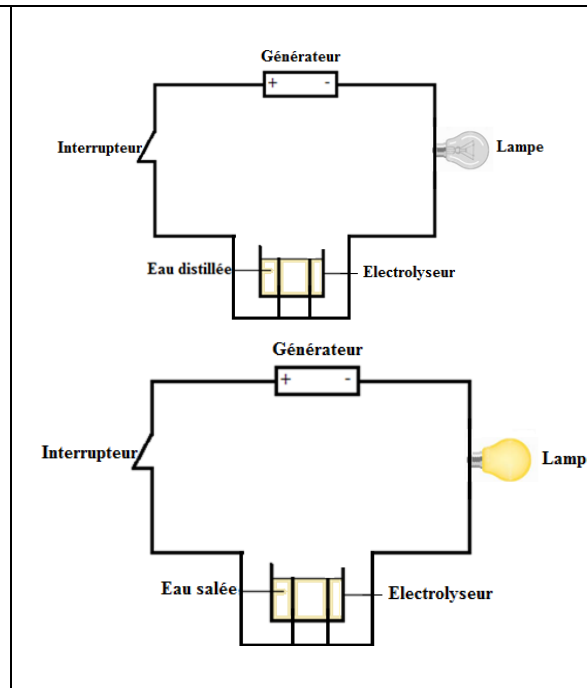 Générateur
+ -
Interrupteur
Lampe
Eau distillée
Electrolyseur
Générateur
+ -
Interrupteur
Lamp
Eau salée
Electrolyseur